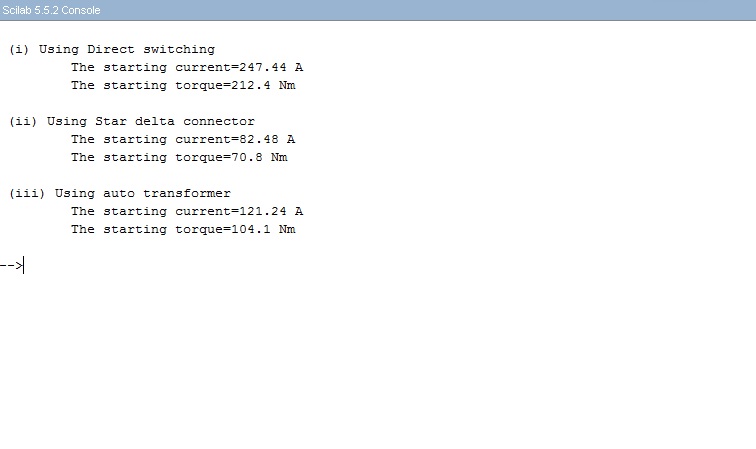 Scilab 5.5.2 Console
(i) Using Direct switching
The starting current=247.44 A
The starting torque=212.4 Nm
(ii) Using Star delta connector
The starting current=82.48 A
The starting torque=70.8 Nm
(iii) Using auto transformer
The starting current=121.24 A
The starting torque=104.1 Nm
-->